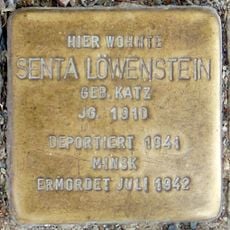 HIER WOHNTE
SENTA LÖWENSTEIN
GEB. KATZ
JG. 1910
DEPORTIERT 1941
MINSK
ERMORDET JULI 1942